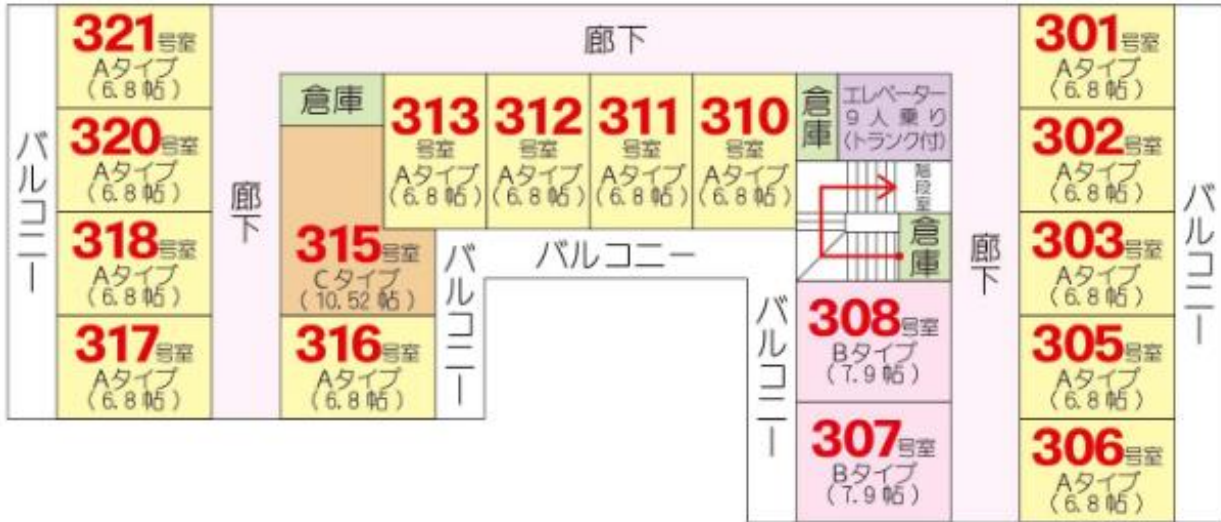 バルコニー
321号室
Aタイプ
(6.8帖)
320号室
Aタイプ
(6.8帖)
318号室
Aタイプ
(6.8帖)
317号室
Aタイプ
(6.8帖)
廊下
廊下
倉庫
315号室
Cタイプ
(10.52帖)
316号室
Aタイプ
(6.8帖)
バルコニー
313
号室
Aタイプ
(6.8帖)
312
号室
Aタイプ
(6.8帖)
311
号室
Aタイプ
(6.8帖)
310
号室
Aタイプ
(6.8帖)
バルコニー
バルコニー
倉庫
エレベーター
9人乗り
(トランク付)
階段室
倉庫
308号室
Bタイプ
(7.9帖)
307号室
Bタイプ
(7.9帖)
廊下
301号室
Aタイプ
(6.8帖)
302号室
Aタイプ
(6.8帖)
303号室
Aタイプ
(6.8帖)
305号室
Aタイプ
(6.8帖)
306号室
Aタイプ
(6.8帖)
バルコニー